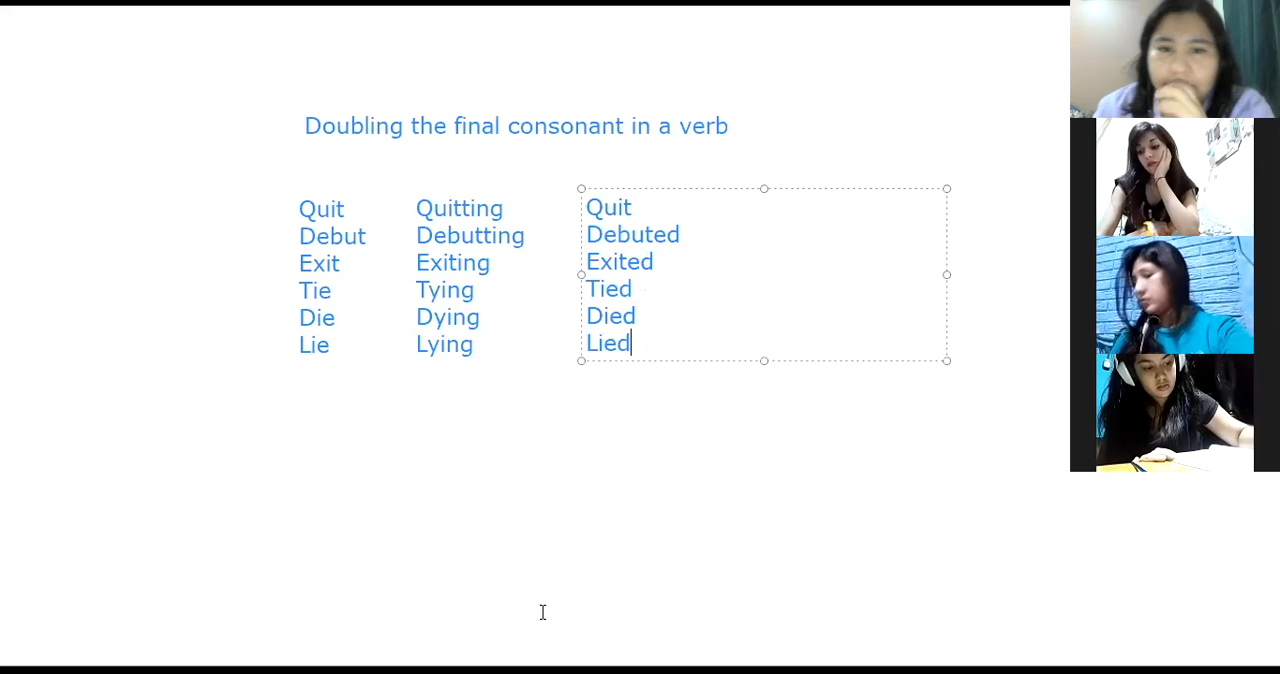 Doubling the final consonant in a verb
Quit Quitting Quit
Debut Debutting Debuted
Exit Exiting Exited
Tie Tying Tied
Die Dying Died
Lie Lying Lied